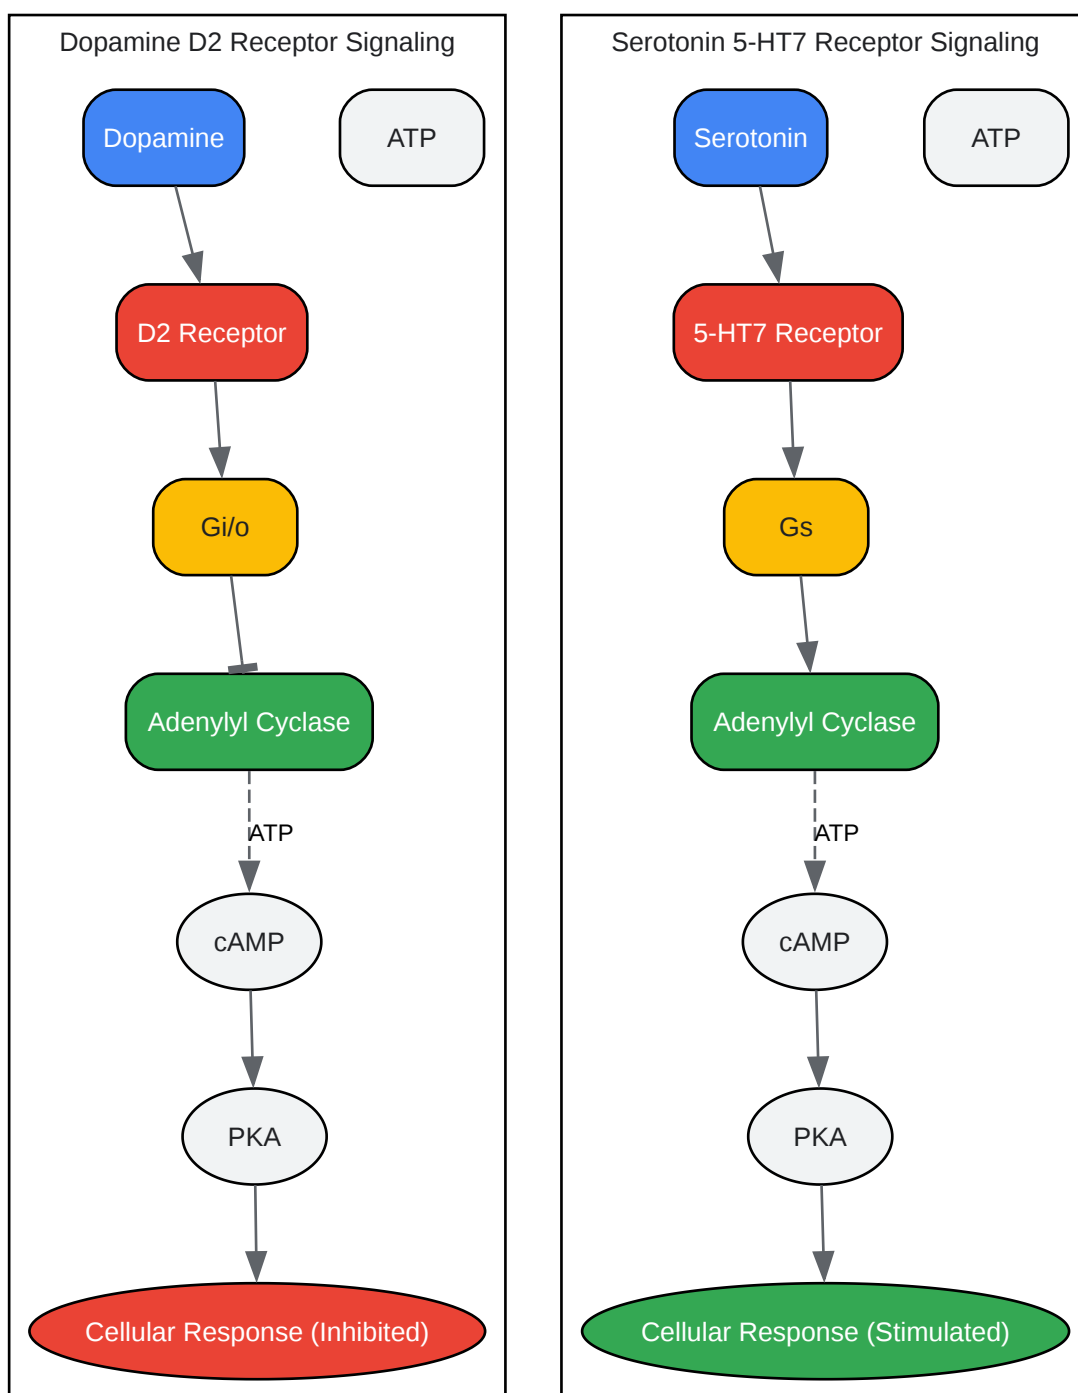 Dopamine D2 Receptor Signaling
Dopamine
ATP
D2 Receptor
Gi/o
Adenylyl Cyclase
ATP
cAMP
PKA
Cellular Response (Inhibited)
Serotonin 5-HT7 Receptor Signaling
Serotonin
ATP
5-HT7 Receptor
Gs
Adenylyl Cyclase
ATP
cAMP
PKA
Cellular Response (Stimulated)